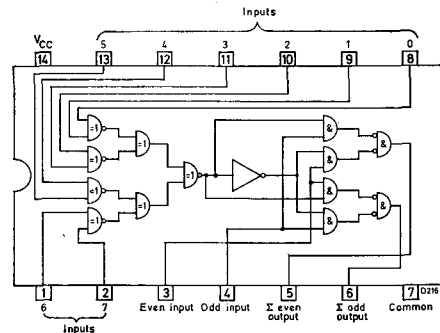 Inputs
VCC 5 4 3 2 1 0
14 13 12 11 10 9 8
=1 =1 & &
=1 &
=1
=1 =1 & &
=1 &
1 2 3 4 5 6 7 D216
6 7 Even input Odd input Σ even output Σ odd output Common
Inputs